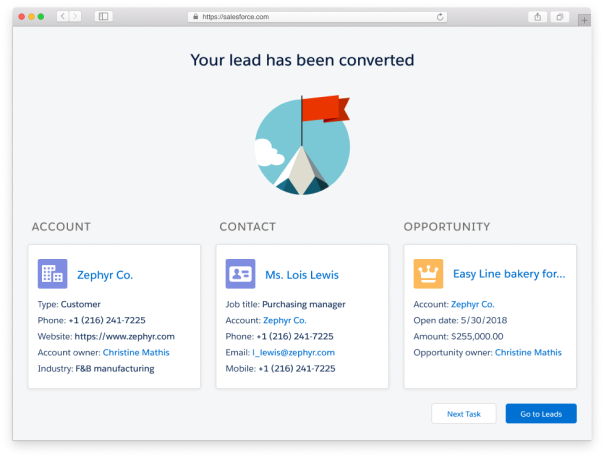 https://salesforce.com
Your lead has been converted
ACCOUNT
Zephyr Co.
Type: Customer
Phone: +1 (216) 241-7225
Website: https://www.zephyr.com
Account owner: Christine Mathis
Industry: F&B manufacturing
CONTACT
Ms. Lois Lewis
Job title: Purchasing manager
Account: Zephyr Co.
Phone: +1 (216) 241-7225
Email: l_lewis@zephyr.com
Mobile: +1 (216) 241-7225
OPPORTUNITY
Easy Line bakery for...
Account: Zephyr Co.
Open date: 5/30/2018
Amount: $255,000.00
Opportunity owner: Christine Mathis
Next Task
Go to Leads